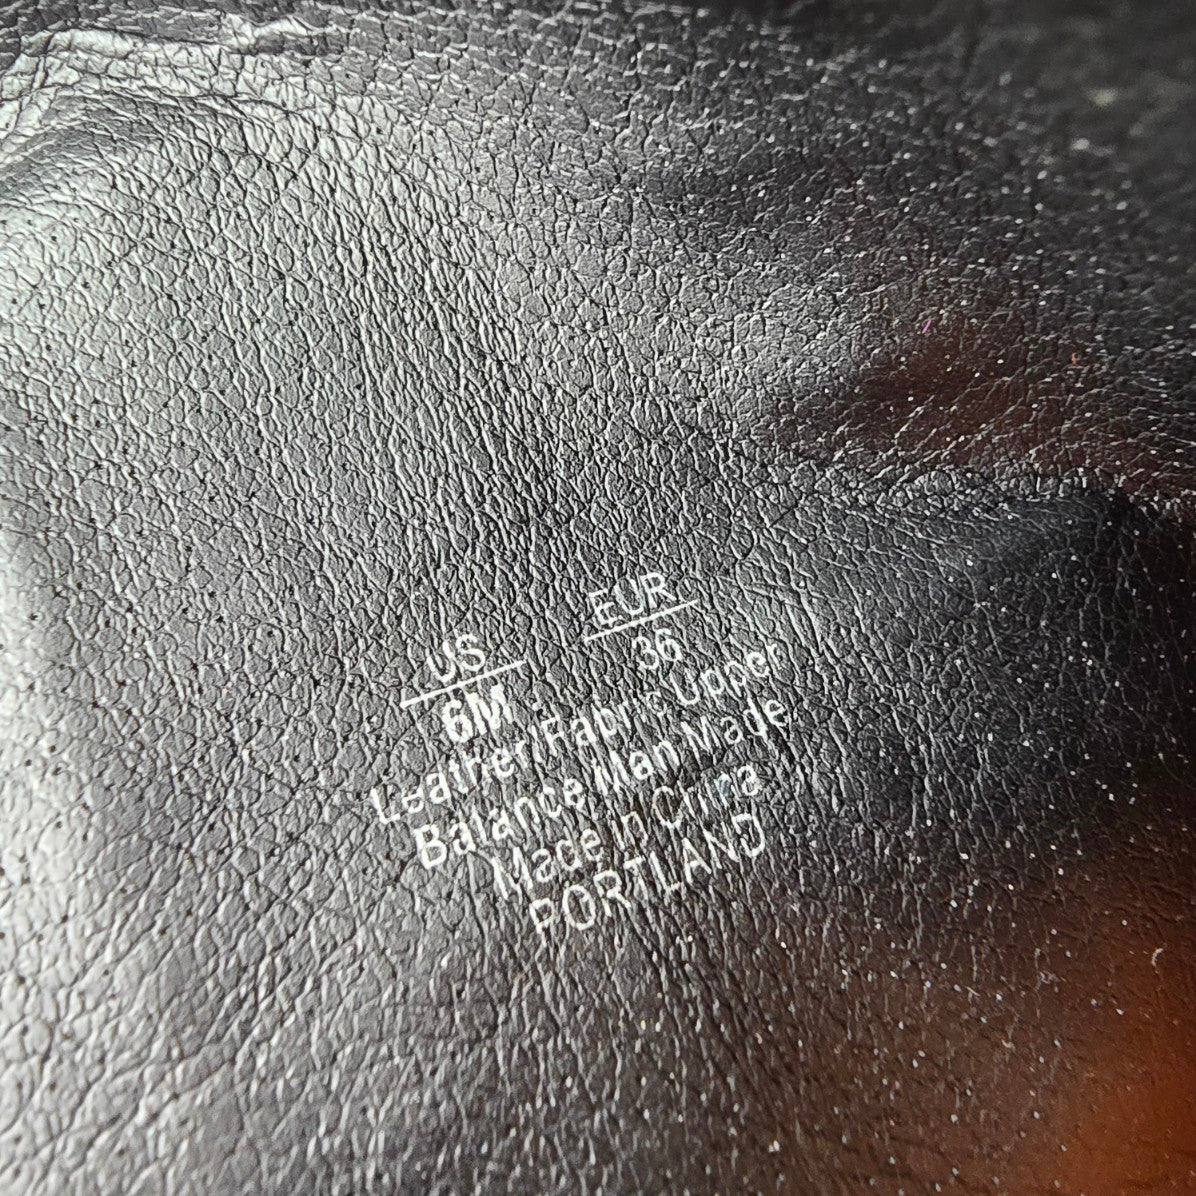 US EUR
6M 36
Leather/Fabric Upper
Balance Man Made
Made In China
PORTLAND